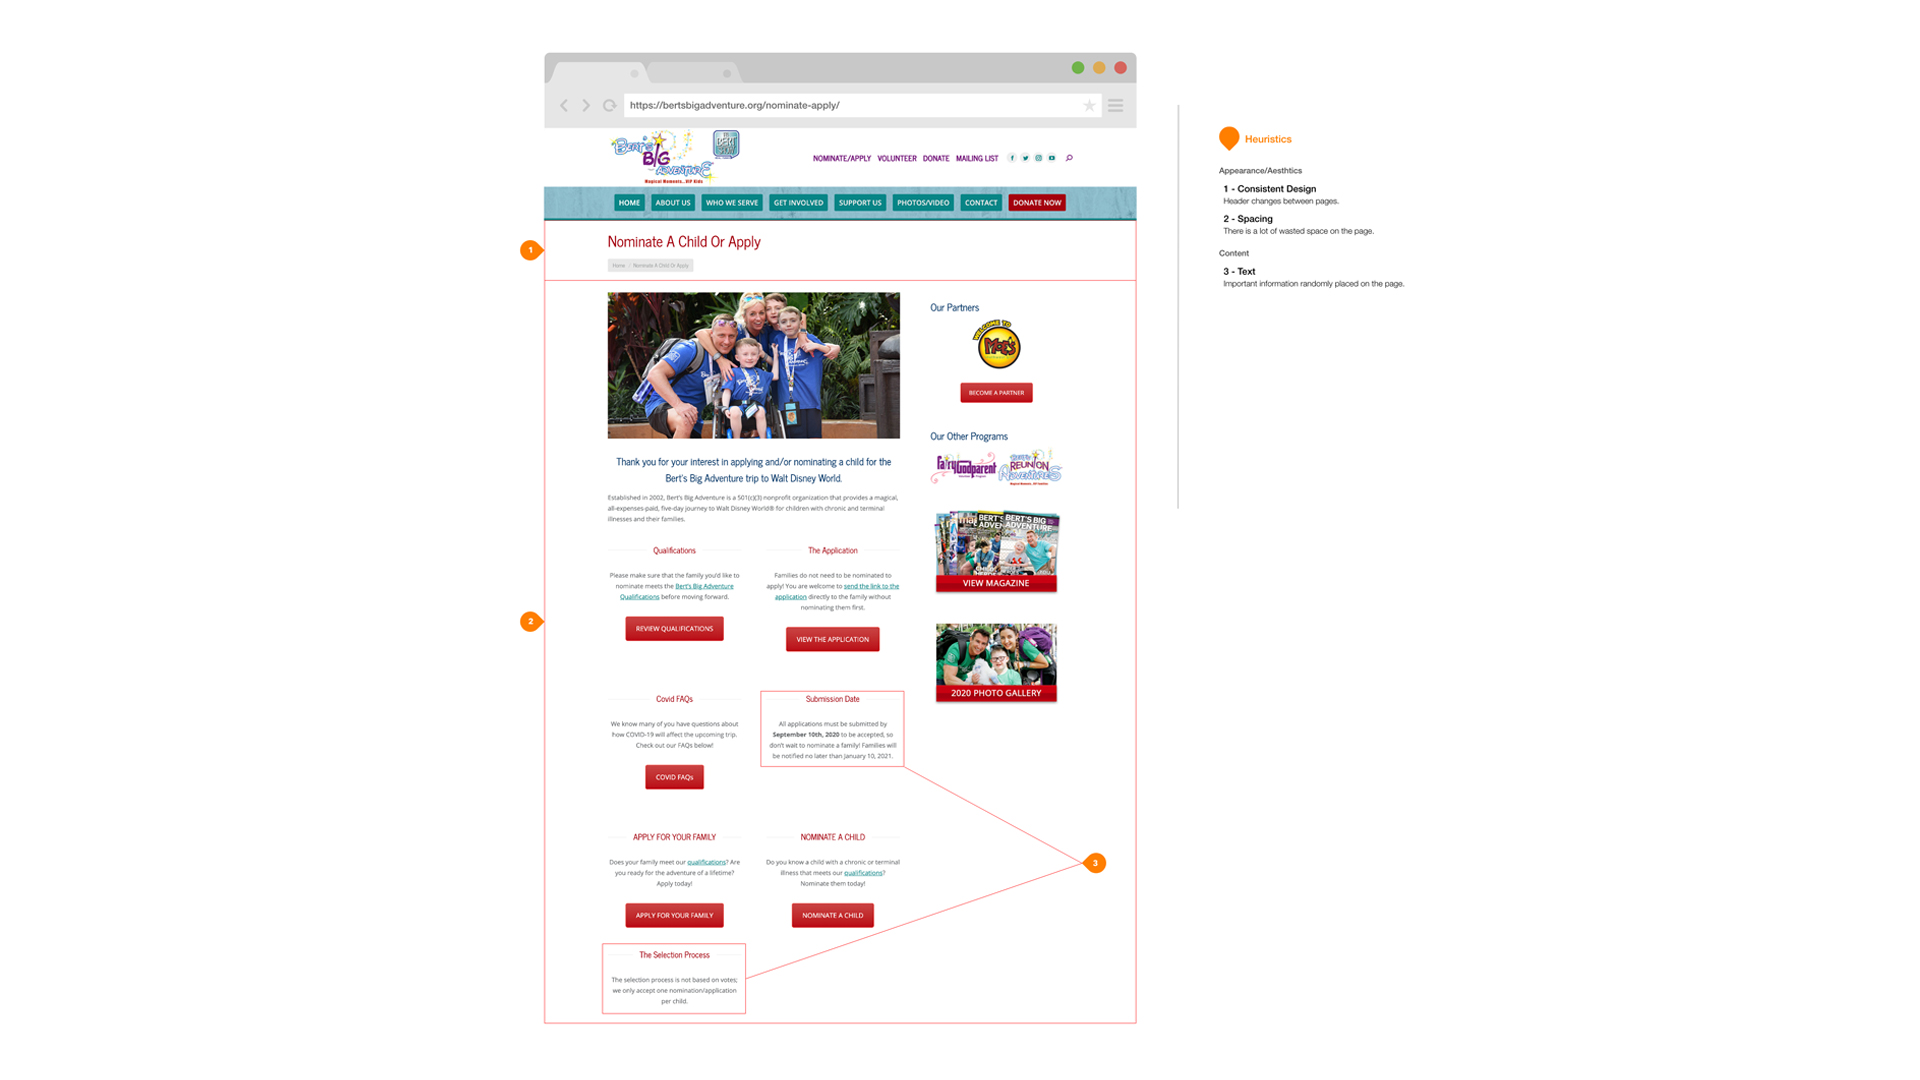 https://bertsbigadventure.org/nominate-apply/
Bert's
BIG
ADVENTURE
Magical Moments...VIP Kids
THE
BERT
SHOW
NOMINATE/APPLY VOLUNTEER DONATE MAILING LIST
HOME ABOUT US WHO WE SERVE GET INVOLVED SUPPORT US PHOTOS/VIDEO CONTACT DONATE NOW
1
Nominate A Child Or Apply
Home / Nominate A Child Or Apply
Our Partners
WELCOME TO
MOE'S
BECOME A PARTNER
Our Other Programs
fairy Godparent
Bert's
REUNION
ADVENTURES
Thank you for your interest in applying and/or nominating a child for the
Bert's Big Adventure trip to Walt Disney World.
Established in 2002, Bert's Big Adventure is a 501(c)(3) nonprofit organization that provides a magical,
all-expenses-paid, five-day journey to Walt Disney World® for children with chronic and terminal
illnesses and their families.
BERT'S BIG
ADVENTURE
VIEW MAGAZINE
Qualifications
Please make sure that the family you'd like to
nominate meets the Bert's Big Adventure
Qualifications before moving forward.
REVIEW QUALIFICATIONS
The Application
Families do not need to be nominated to
apply! You are welcome to send the link to the
application directly to the family without
nominating them first.
VIEW THE APPLICATION
2
2020 PHOTO GALLERY
Covid FAQs
We know many of you have questions about
how COVID-19 will affect the upcoming trip.
Check out our FAQs below!
COVID FAQs
Submission Date
All applications must be submitted by
September 10th, 2020 to be accepted, so
don't wait to nominate a family! Families will
be notified no later than January 10, 2021.
APPLY FOR YOUR FAMILY
Does your family meet our qualifications? Are
you ready for the adventure of a lifetime?
Apply today!
APPLY FOR YOUR FAMILY
NOMINATE A CHILD
Do you know a child with a chronic or terminal
illness that meets our qualifications?
Nominate them today!
NOMINATE A CHILD
3
The Selection Process
The selection process is not based on votes;
we only accept one nomination/application
per child.
Heuristics
Appearance/Aesthtics
1 - Consistent Design
Header changes between pages.
2 - Spacing
There is a lot of wasted space on the page.
Content
3 - Text
Important information randomly placed on the page.